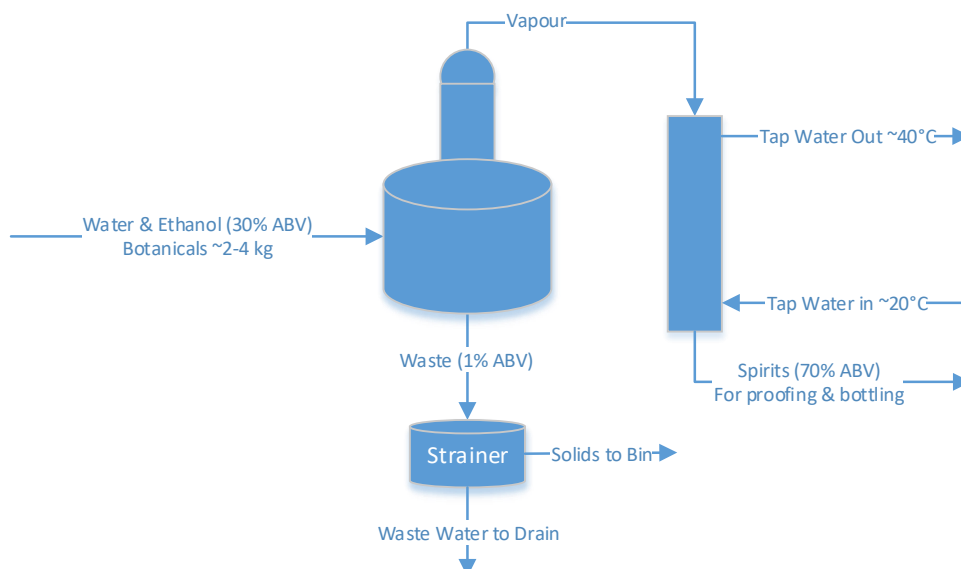 Vapour
Tap Water Out ~40°C
Water & Ethanol (30% ABV)
Botanicals ~2-4 kg
Tap Water in ~20°C
Waste (1% ABV)
Spirits (70% ABV)
For proofing & bottling
Strainer
Solids to Bin
Waste Water to Drain